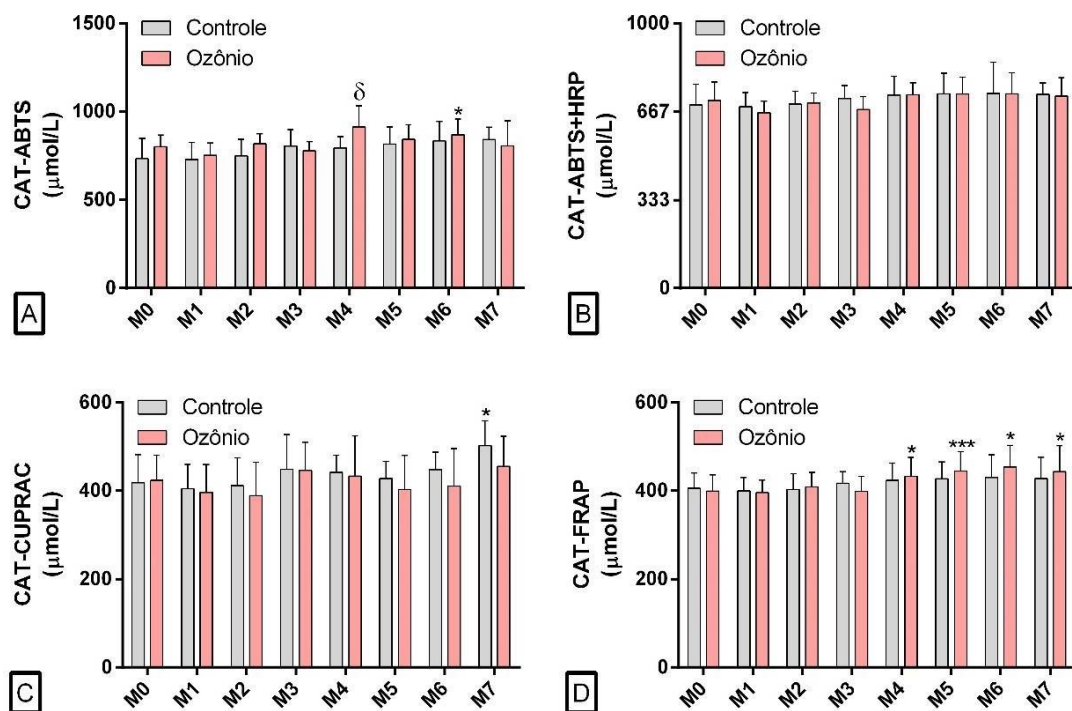 1500
1000
500
0
CAT-ABTS
(μmol/L)
Controle
Ozônio
δ
*
M0 M1 M2 M3 M4 M5 M6 M7
A
1000
667
333
0
CAT-ABTS+HRP
(μmol/L)
Controle
Ozônio
M0 M1 M2 M3 M4 M5 M6 M7
B
600
400
200
0
CAT-CUPRAC
(μmol/L)
Controle
Ozônio
*
M0 M1 M2 M3 M4 M5 M6 M7
C
600
400
200
0
CAT-FRAP
(μmol/L)
Controle
Ozônio
* *** * *
M0 M1 M2 M3 M4 M5 M6 M7
D